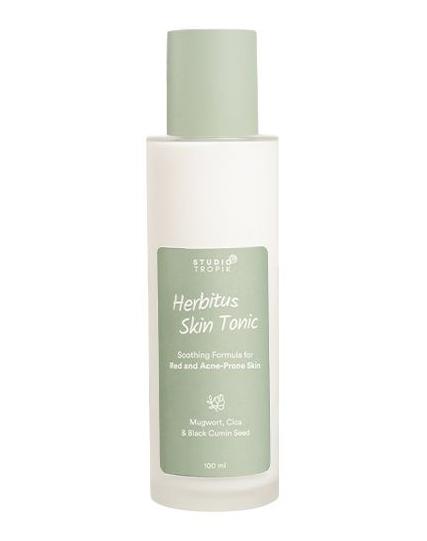 STUDIO
TROPIK
Herbitus
Skin Tonic
Soothing Formula for
Red and Acne-Prone Skin
Mugwort, Cica
& Black Cumin Seed
100 ml